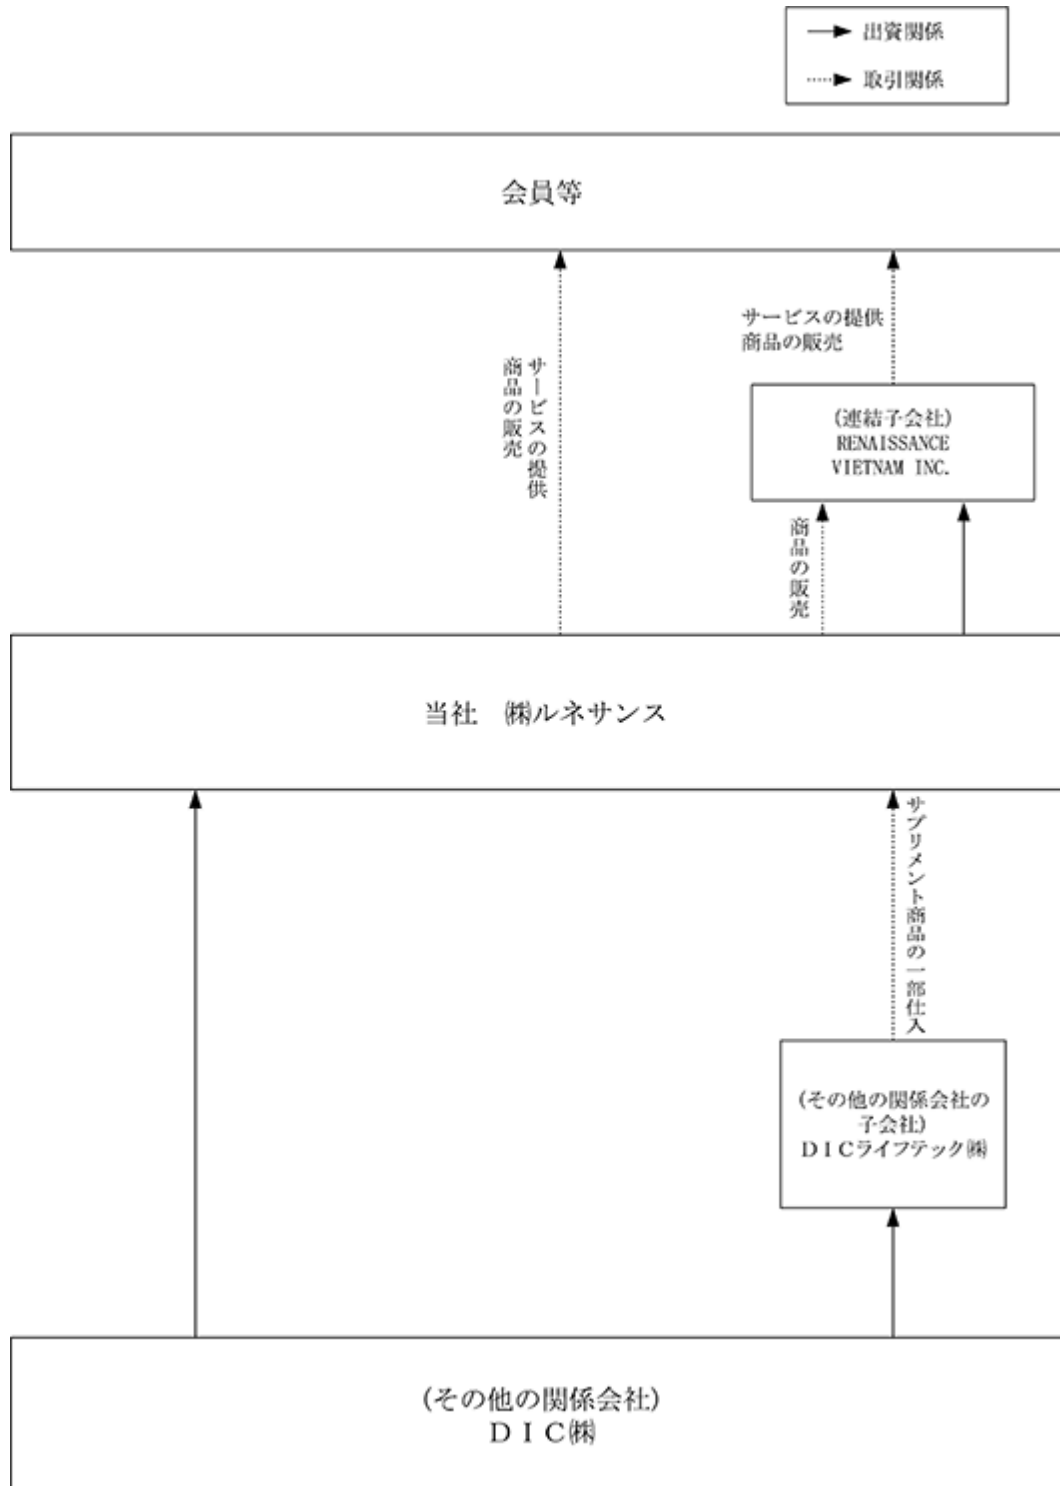 出資関係
取引関係
会員等
サービスの提供
商品の販売
サービスの提供
商品の販売
(連結子会社)
RENAISSANCE
VIETNAM INC.
商品の販売
当社　㈱ルネサンス
サプリメント商品の一部仕入
(その他の関係会社の
子会社)
ＤＩＣライフテック㈱
(その他の関係会社)
ＤＩＣ㈱